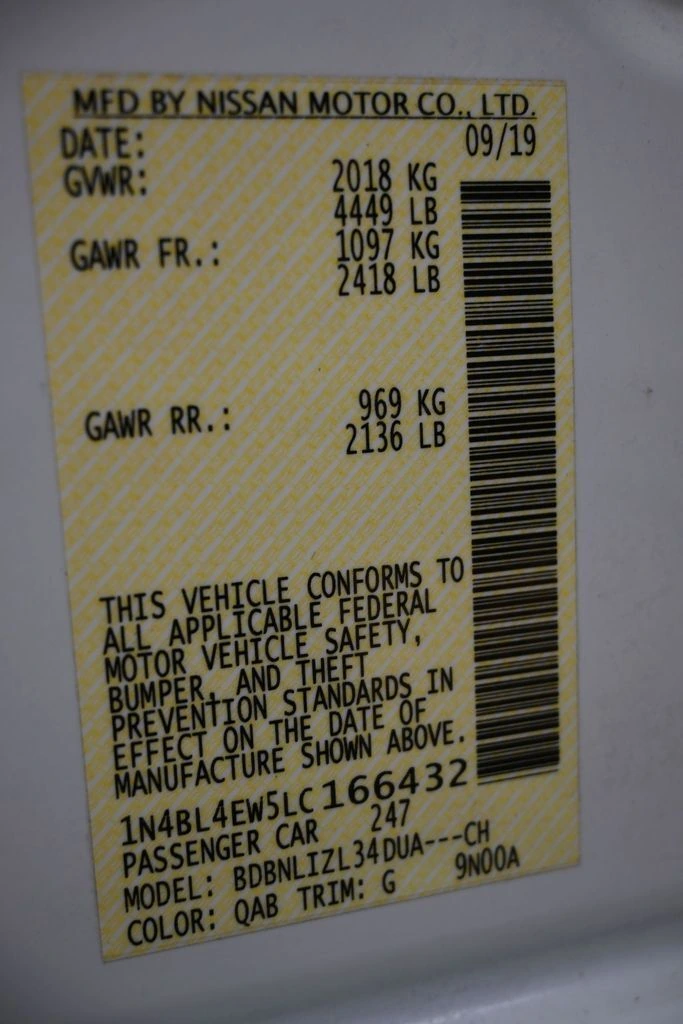 MFD BY NISSAN MOTOR CO., LTD.
DATE: 09/19
GVWR: 2018 KG
4449 LB
GAWR FR.: 1097 KG
2418 LB
GAWR RR.: 969 KG
2136 LB
THIS VEHICLE CONFORMS TO
ALL APPLICABLE FEDERAL
MOTOR VEHICLE SAFETY,
BUMPER, AND THEFT
PREVENTION STANDARDS IN
EFFECT ON THE DATE OF
MANUFACTURE SHOWN ABOVE.
1N4BL4EW5LC166432
PASSENGER CAR 247
MODEL: BDBNLIZL34DUA---CH
COLOR: QAB TRIM: G 9N00A